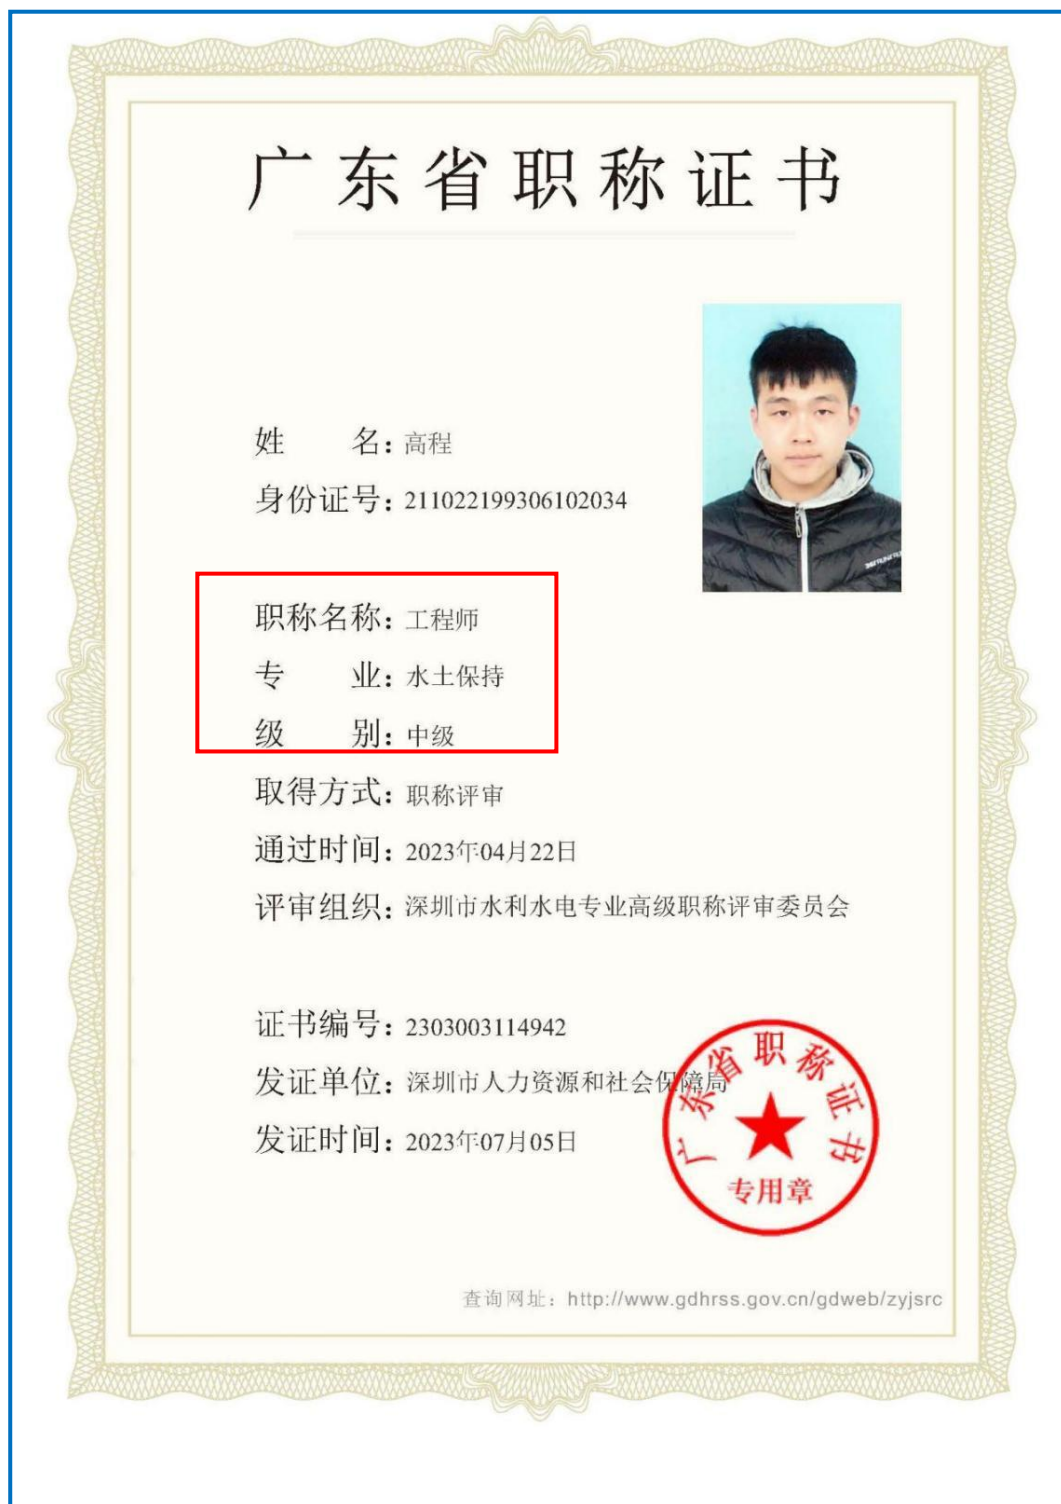 广东省职称证书
姓 名：高程
身份证号：211022199306102034
职称名称：工程师
专 业：水土保持
级 别：中级
取得方式：职称评审
通过时间：2023年04月22日
评审组织：深圳市水利水电专业高级职称评审委员会
证书编号：2303003114942
发证单位：深圳市人力资源和社会保障局
发证时间：2023年07月05日
广东省职称证书
专用章
查询网址：http://www.gdhrss.gov.cn/gdweb/zyjsrc